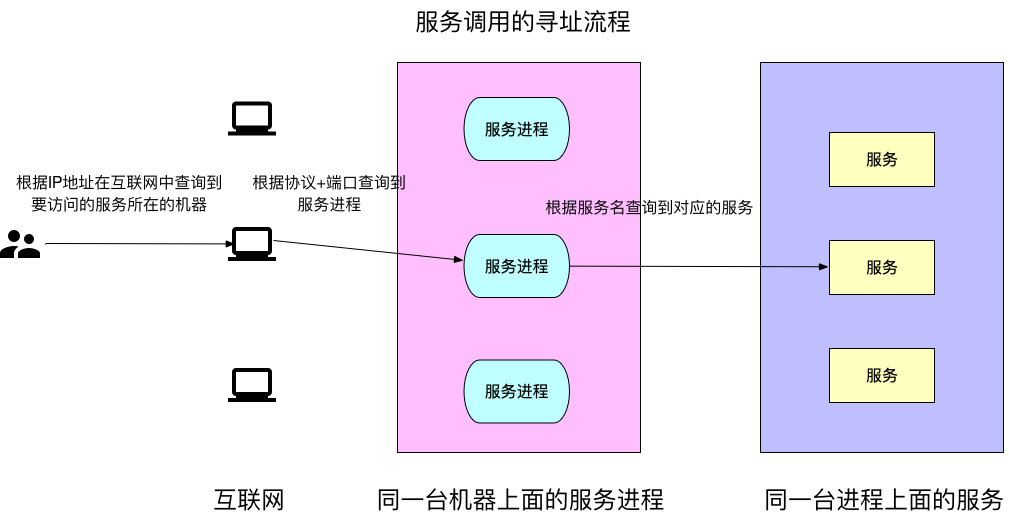 服务调用的寻址流程
根据IP地址在互联网中查询到
要访问的服务所在的机器
根据协议+端口查询到
服务进程
服务进程
服务进程
服务进程
根据服务名查询到对应的服务
服务
服务
服务
互联网
同一台机器上面的服务进程
同一台进程上面的服务